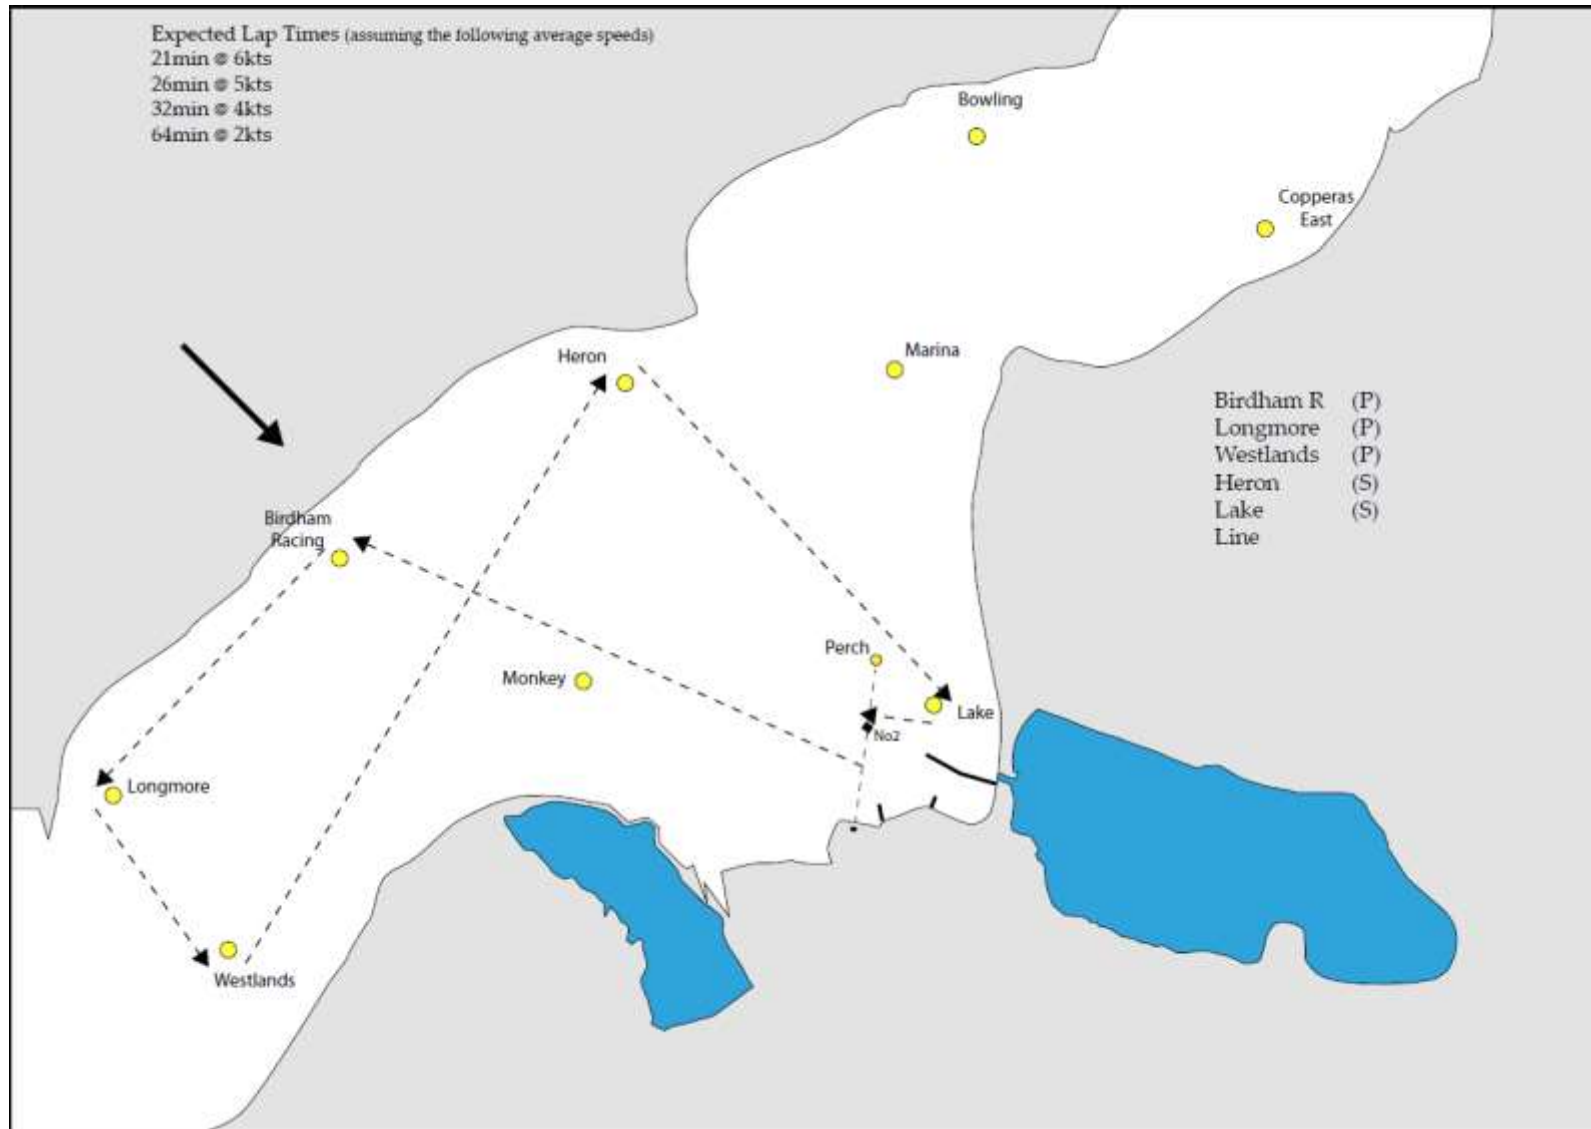 Expected Lap Times (assuming the following average speeds)
21min @ 6kts
26min @ 5kts
32min @ 4kts
64min @ 2kts
Bowling
Copperas
East
Marina
Heron
Birdham R (P)
Longmore (P)
Westlands (P)
Heron (S)
Lake (S)
Line
Birdham
Racing
Perch
Monkey
Lake
No2
Longmore
Westlands